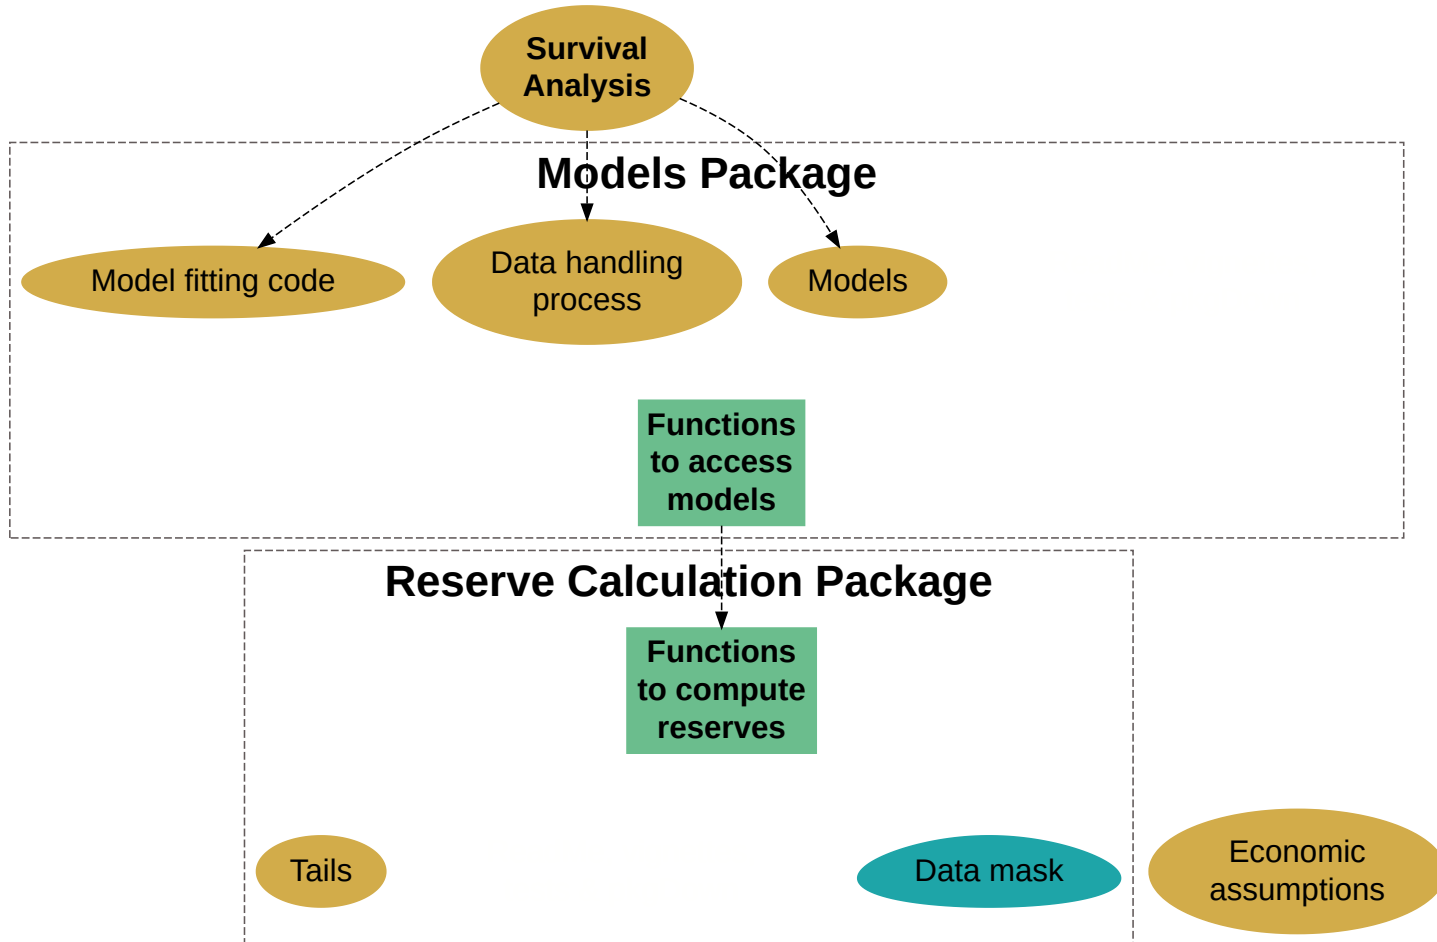 Survival
Analysis
Models Package
Model fitting code
Data handling
process
Models
Functions
to access
models
Reserve Calculation Package
Functions
to compute
reserves
Tails
Data mask
Economic
assumptions